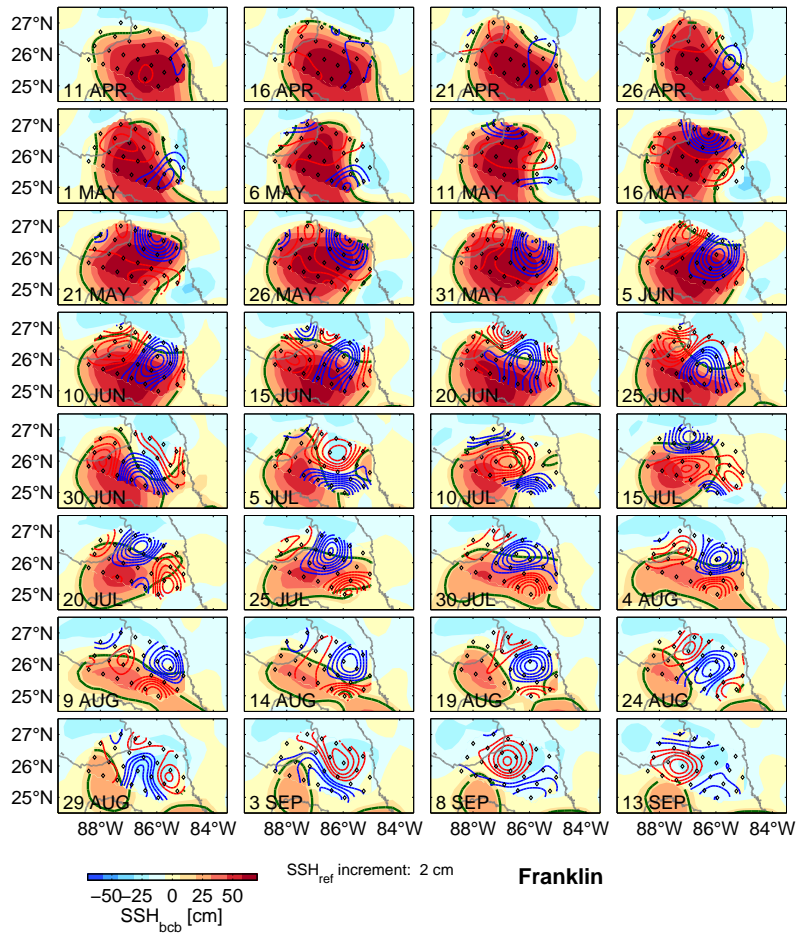 27°N
26°N
25°N
11 APR 16 APR 21 APR 26 APR
27°N
26°N
25°N
1 MAY 6 MAY 11 MAY 16 MAY
27°N
26°N
25°N
21 MAY 26 MAY 31 MAY 5 JUN
27°N
26°N
25°N
10 JUN 15 JUN 20 JUN 25 JUN
27°N
26°N
25°N
30 JUN 5 JUL 10 JUL 15 JUL
27°N
26°N
25°N
20 JUL 25 JUL 30 JUL 4 AUG
27°N
26°N
25°N
9 AUG 14 AUG 19 AUG 24 AUG
27°N
26°N
25°N
29 AUG 3 SEP 8 SEP 13 SEP
88°W 86°W 84°W 88°W 86°W 84°W 88°W 86°W 84°W 88°W 86°W 84°W
SSH_ref increment: 2 cm Franklin
−50 −25 0 25 50
SSH_bcb [cm]